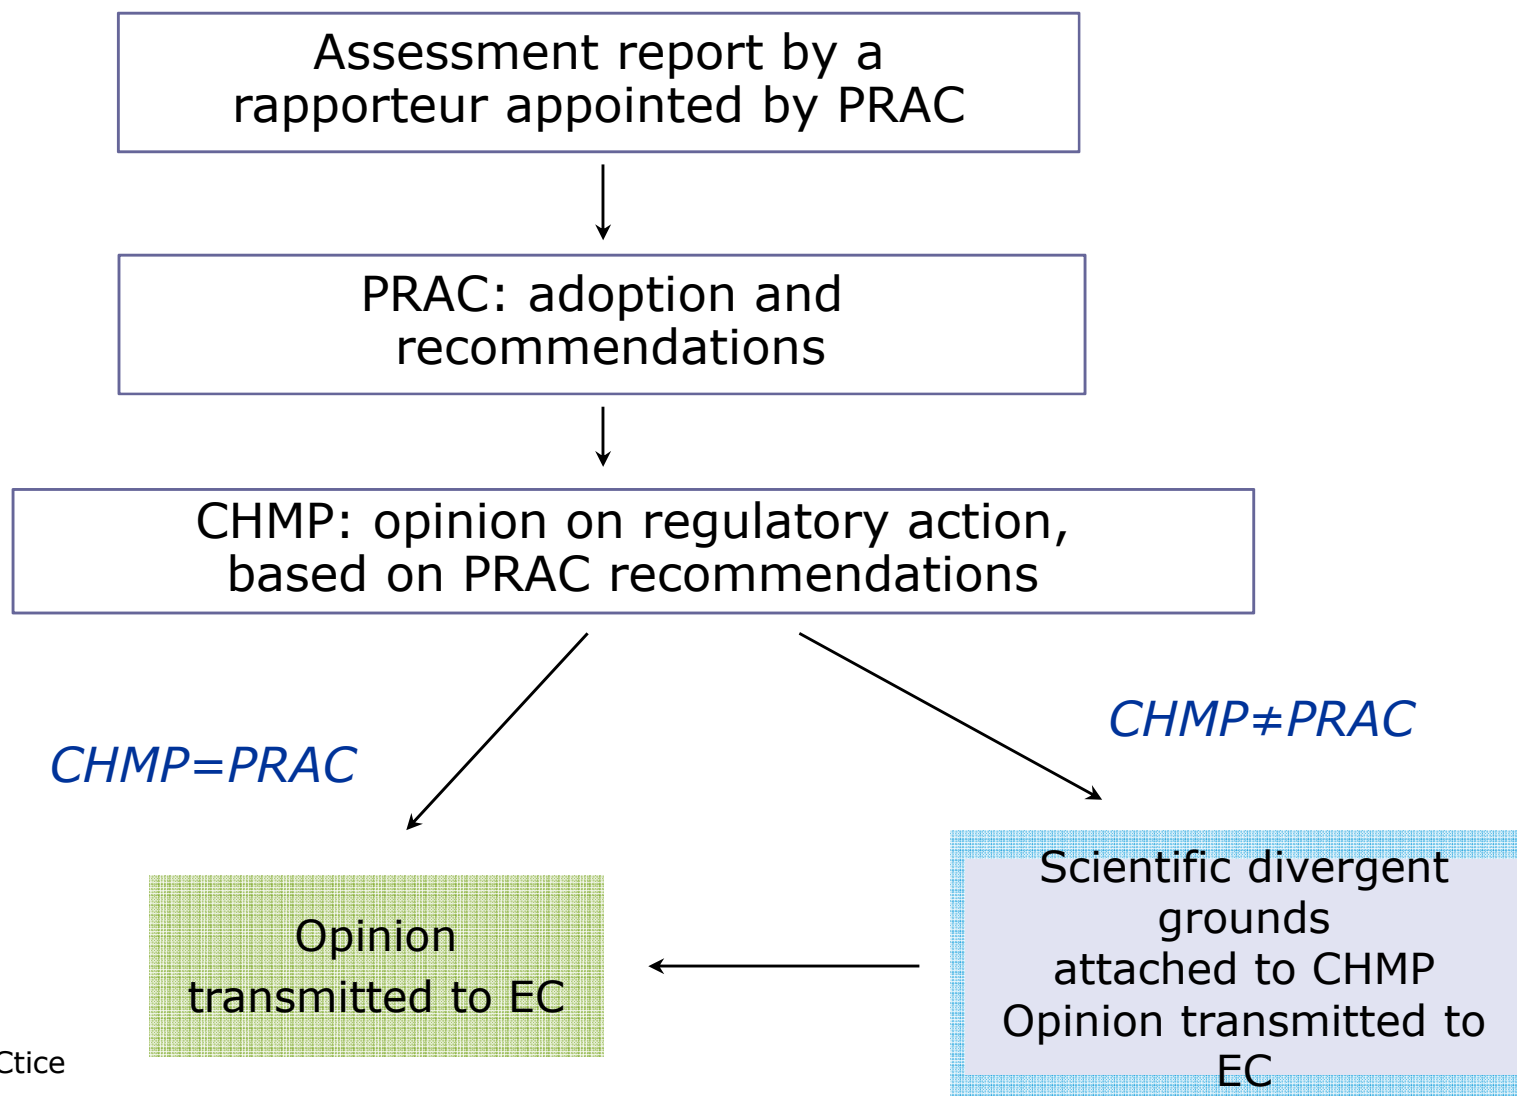 Assessment report by a
rapporteur appointed by PRAC
PRAC: adoption and
recommendations
CHMP: opinion on regulatory action,
based on PRAC recommendations
CHMP≠PRAC
CHMP=PRAC
Scientific divergent
grounds
attached to CHMP
Opinion transmitted to
EC
Opinion
transmitted to EC
Ctice